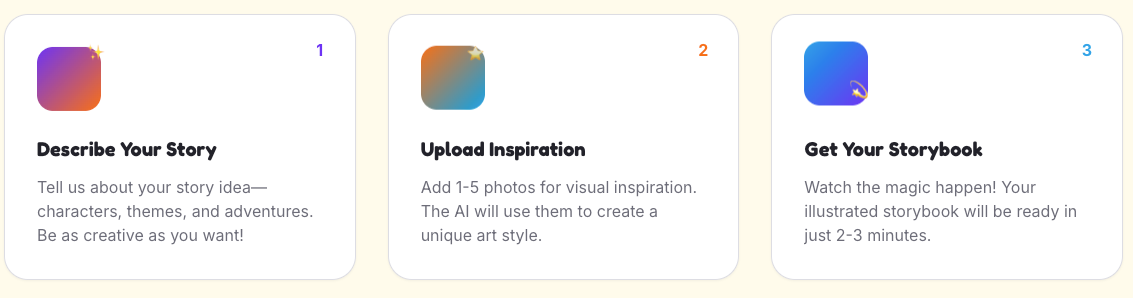 1
Describe Your Story
Tell us about your story idea—
characters, themes, and adventures.
Be as creative as you want!
2
Upload Inspiration
Add 1-5 photos for visual inspiration.
The AI will use them to create a
unique art style.
3
Get Your Storybook
Watch the magic happen! Your
illustrated storybook will be ready in
just 2-3 minutes.